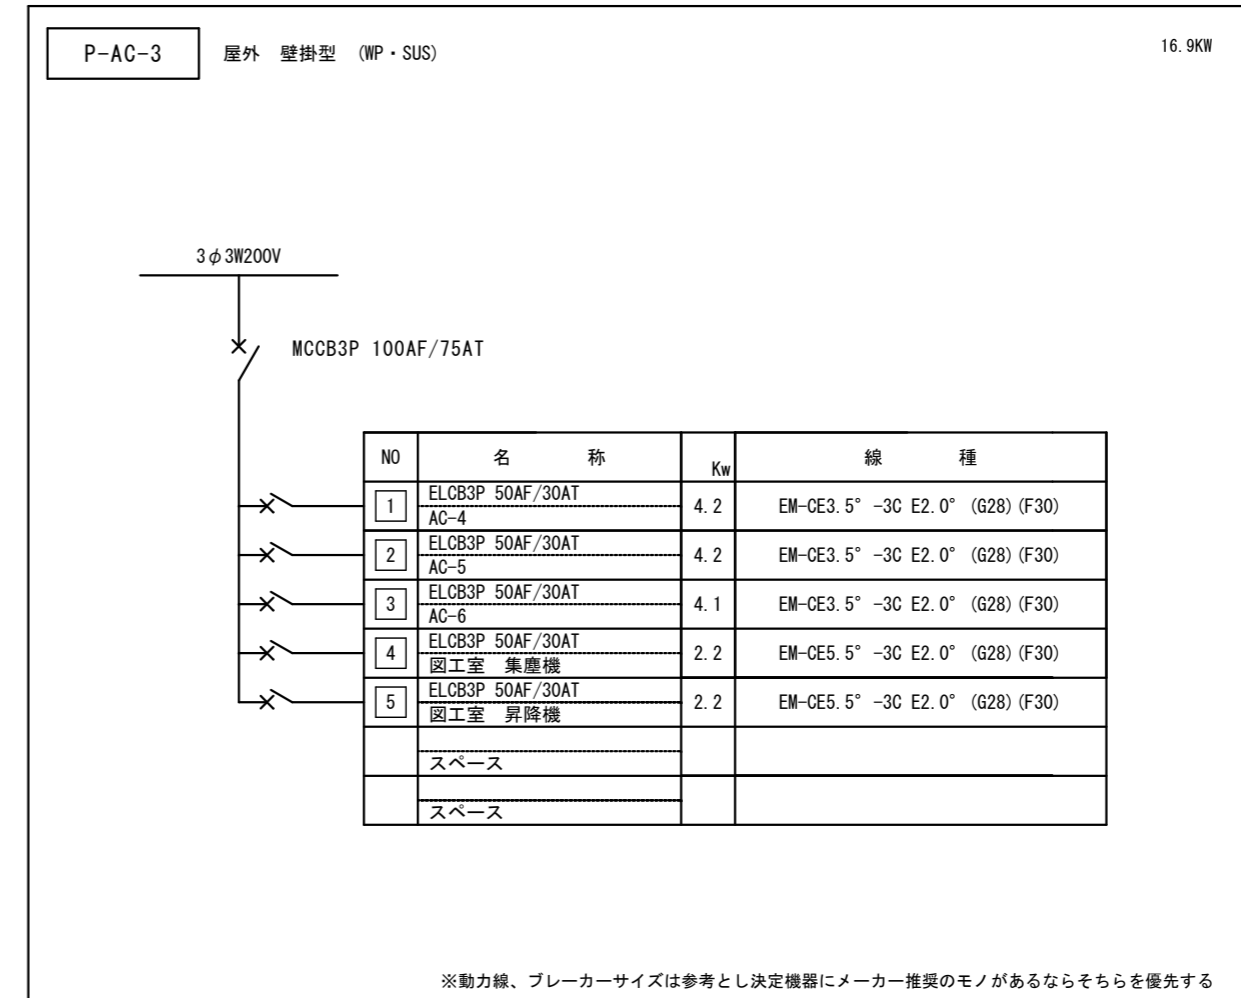 P-AC-3 屋外 壁掛型 (WP・SUS) 16.9KW
3φ3W200V
MCCB3P 100AF/75AT
NO 名 称 Kw 線 種
1 ELCB3P 50AF/30AT 4.2 EM-CE3.5° -3C E2.0° (G28)(F30)
AC-4
2 ELCB3P 50AF/30AT 4.2 EM-CE3.5° -3C E2.0° (G28)(F30)
AC-5
3 ELCB3P 50AF/30AT 4.1 EM-CE3.5° -3C E2.0° (G28)(F30)
AC-6
4 ELCB3P 50AF/30AT 2.2 EM-CE5.5° -3C E2.0° (G28)(F30)
図工室 集塵機
5 ELCB3P 50AF/30AT 2.2 EM-CE5.5° -3C E2.0° (G28)(F30)
図工室 昇降機
スペース
スペース
※動力線、ブレーカーサイズは参考とし決定機器にメーカー推奨のモノがあるならそちらを優先する